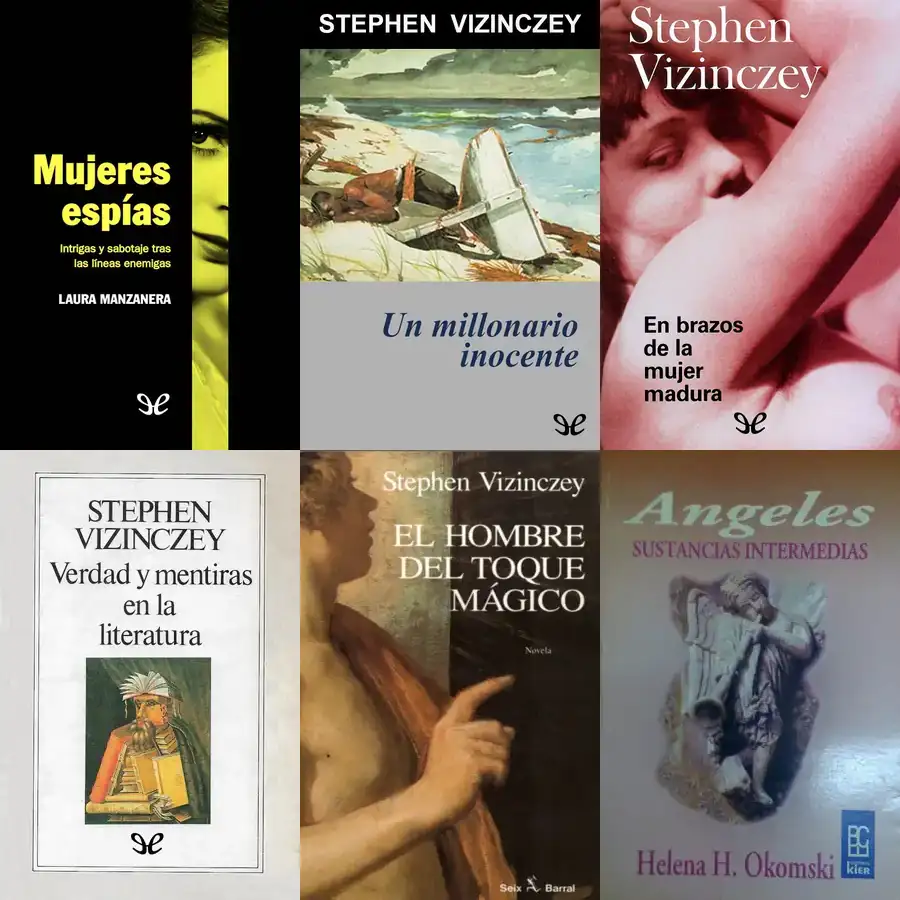 Mujeres
espías
Intrigas y sabotaje tras
las líneas enemigas
LAURA MANZANERA
STEPHEN VIZINCZEY
Un millonario
inocente
Stephen
Vizinczey
En brazos
de la
mujer
madura
STEPHEN
VIZINCZEY
Verdad y mentiras
en la
literatura
Stephen Vizinczey
EL HOMBRE
DEL TOQUE
MÁGICO
Novela
Seix Barral
Angeles
SUSTANCIAS INTERMEDIAS
Helena H. Okomski
KIER